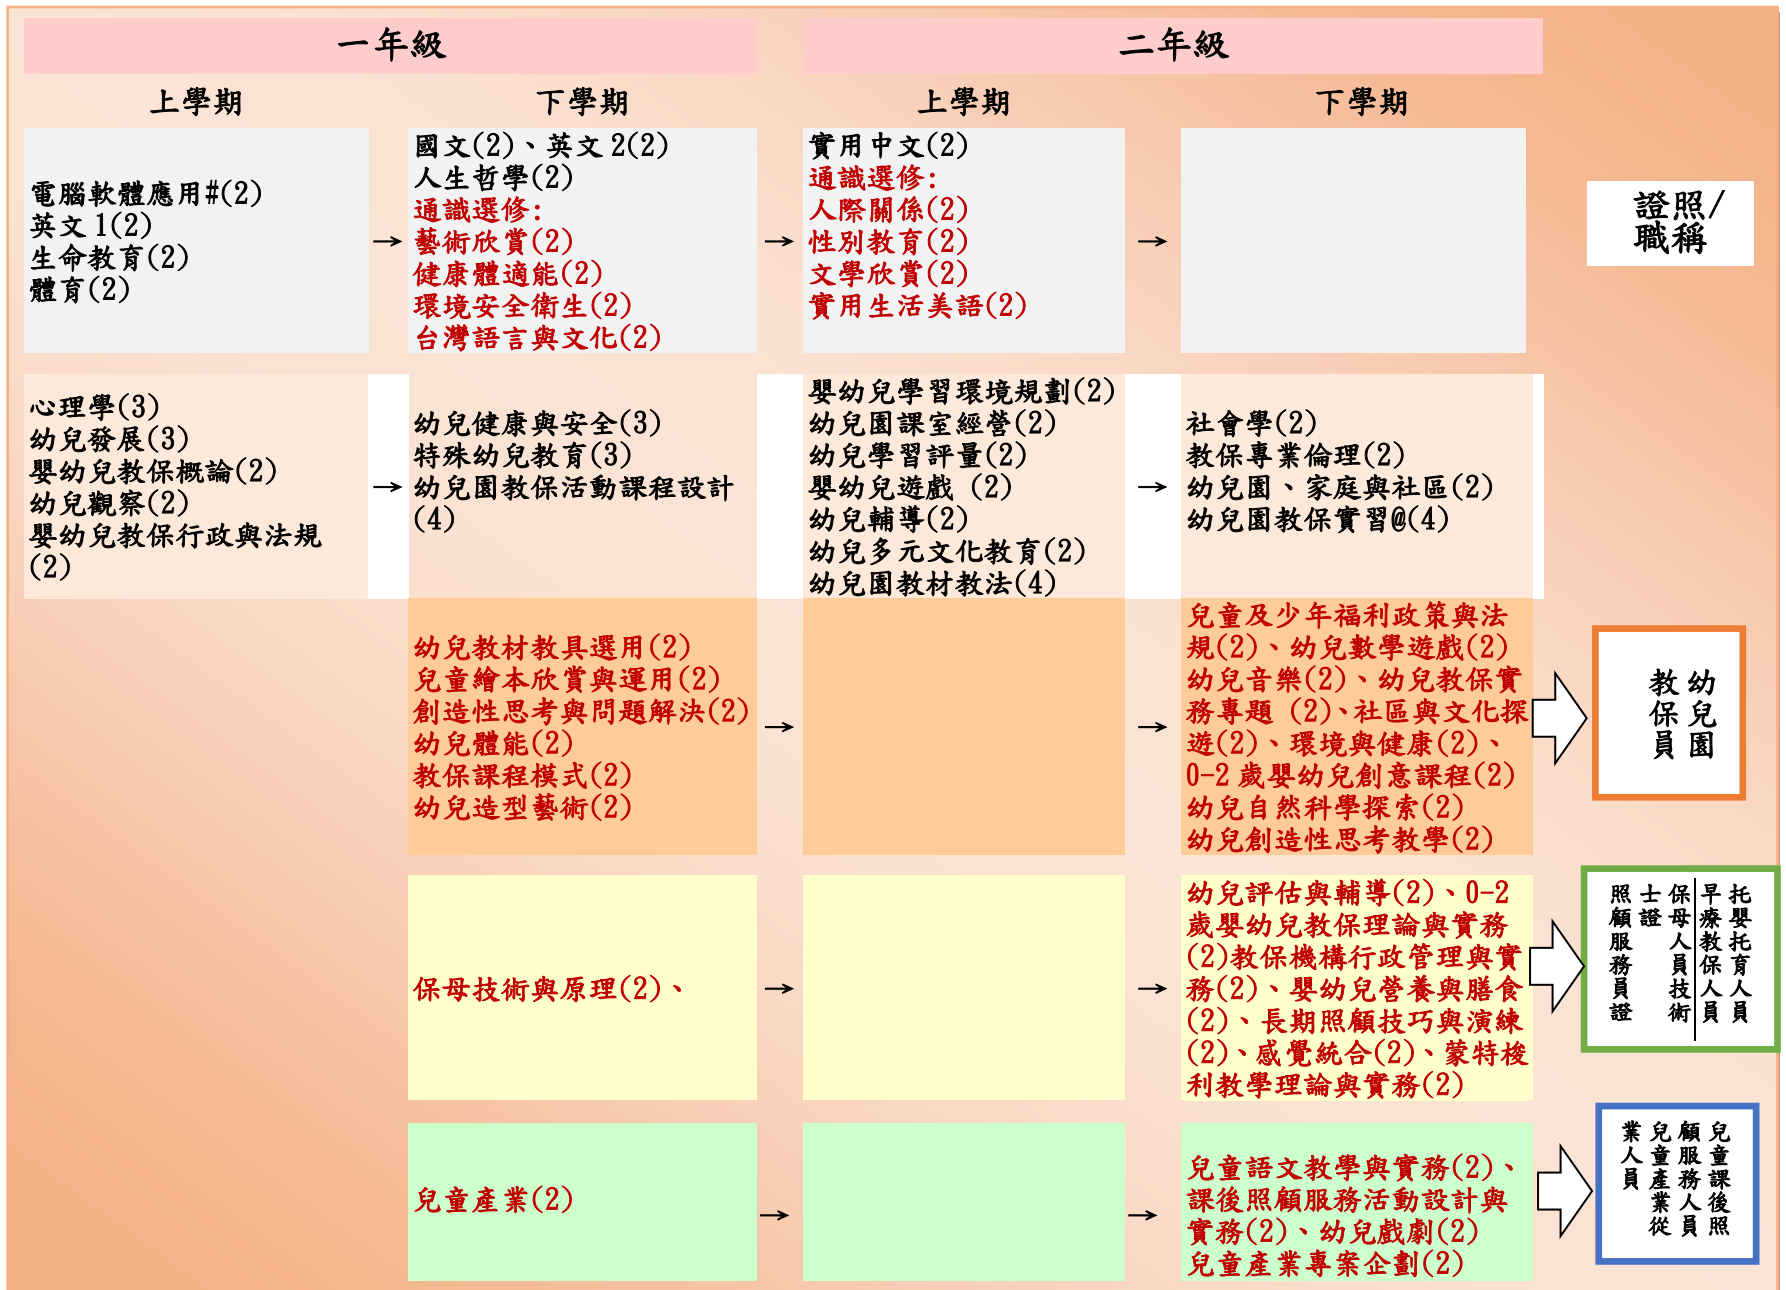 一年級
二年級
上學期
下學期
上學期
下學期
電腦軟體應用#(2)
英文1(2)
生命教育(2)
體育(2)
→
國文(2)、英文2(2)
人生哲學(2)
通識選修:
藝術欣賞(2)
健康體適能(2)
環境安全衛生(2)
台灣語言與文化(2)
→
實用中文(2)
通識選修:
人際關係(2)
性別教育(2)
文學欣賞(2)
實用生活美語(2)
→
證照/
職稱
心理學(3)
幼兒發展(3)
嬰幼兒教保概論(2)
幼兒觀察(2)
嬰幼兒教保行政與法規
(2)
→
幼兒健康與安全(3)
特殊幼兒教育(3)
幼兒園教保活動課程設計
(4)
嬰幼兒學習環境規劃(2)
幼兒園課室經營(2)
幼兒學習評量(2)
嬰幼兒遊戲 (2)
幼兒輔導(2)
幼兒多元文化教育(2)
幼兒園教材教法(4)
→
社會學(2)
教保專業倫理(2)
幼兒園、家庭與社區(2)
幼兒園教保實習@(4)
幼兒教材教具選用(2)
兒童繪本欣賞與運用(2)
創造性思考與問題解決(2)
幼兒體能(2)
教保課程模式(2)
幼兒造型藝術(2)
→
→
兒童及少年福利政策與法
規(2)、幼兒數學遊戲(2)
幼兒音樂(2)、幼兒教保實
務專題 (2)、社區與文化探
遊(2)、環境與健康(2)、
0-2 歲嬰幼兒創意課程(2)
幼兒自然科學探索(2)
幼兒創造性思考教學(2)
幼兒園
教保員
保母技術與原理(2)、
→
→
幼兒評估與輔導(2)、0-2
歲嬰幼兒教保理論與實務
(2)教保機構行政管理與實
務(2)、嬰幼兒營養與膳食
(2)、長期照顧技巧與演練
(2)、感覺統合(2)、蒙特梭
利教學理論與實務(2)
托嬰托育人員
早療教保人員
保母人員技術
士證
照顧服務員證
兒童產業(2)
→
→
兒童語文教學與實務(2)、
課後照顧服務活動設計與
實務(2)、幼兒戲劇(2)
兒童產業專案企劃(2)
兒童課後照
顧服務人員
兒童產業從
業人員